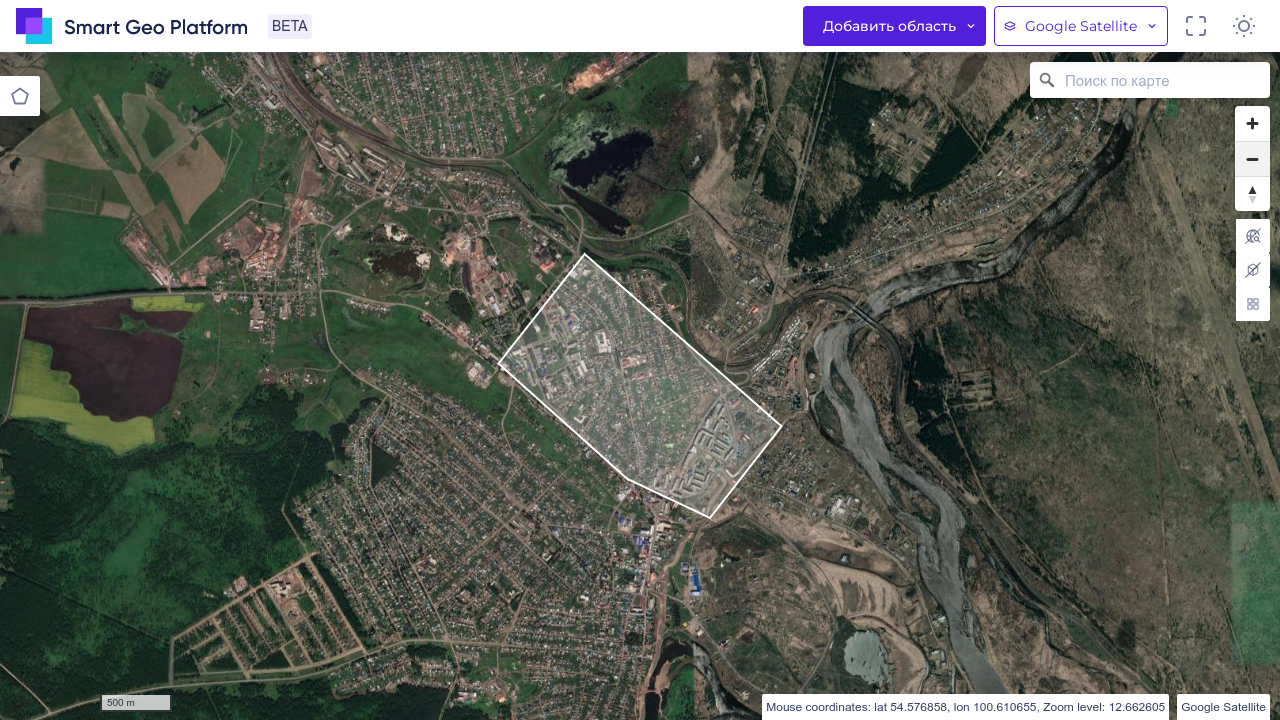 Smart Geo Platform
BETA
Добавить область
Google Satellite
Поиск по карте
500 m
Mouse coordinates: lat 54.576858, lon 100.610655, Zoom level: 12.662605
Google Satellite